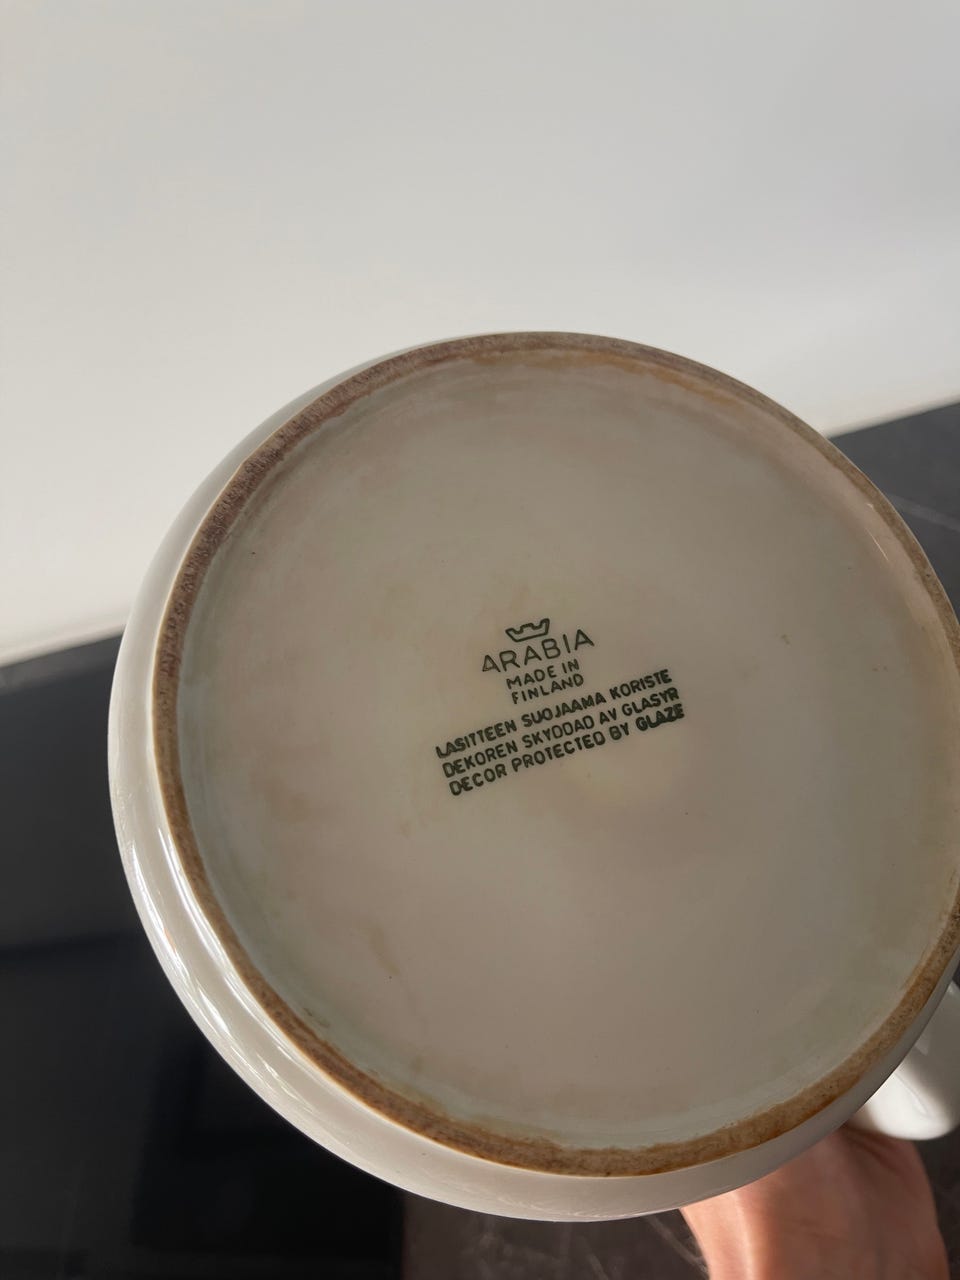 ARABIA
MADE IN
FINLAND
LASITTEEN SUOJAAMA KORISTE
DEKOREN SKYDDAD AV GLASYR
DECOR PROTECTED BY GLAZE